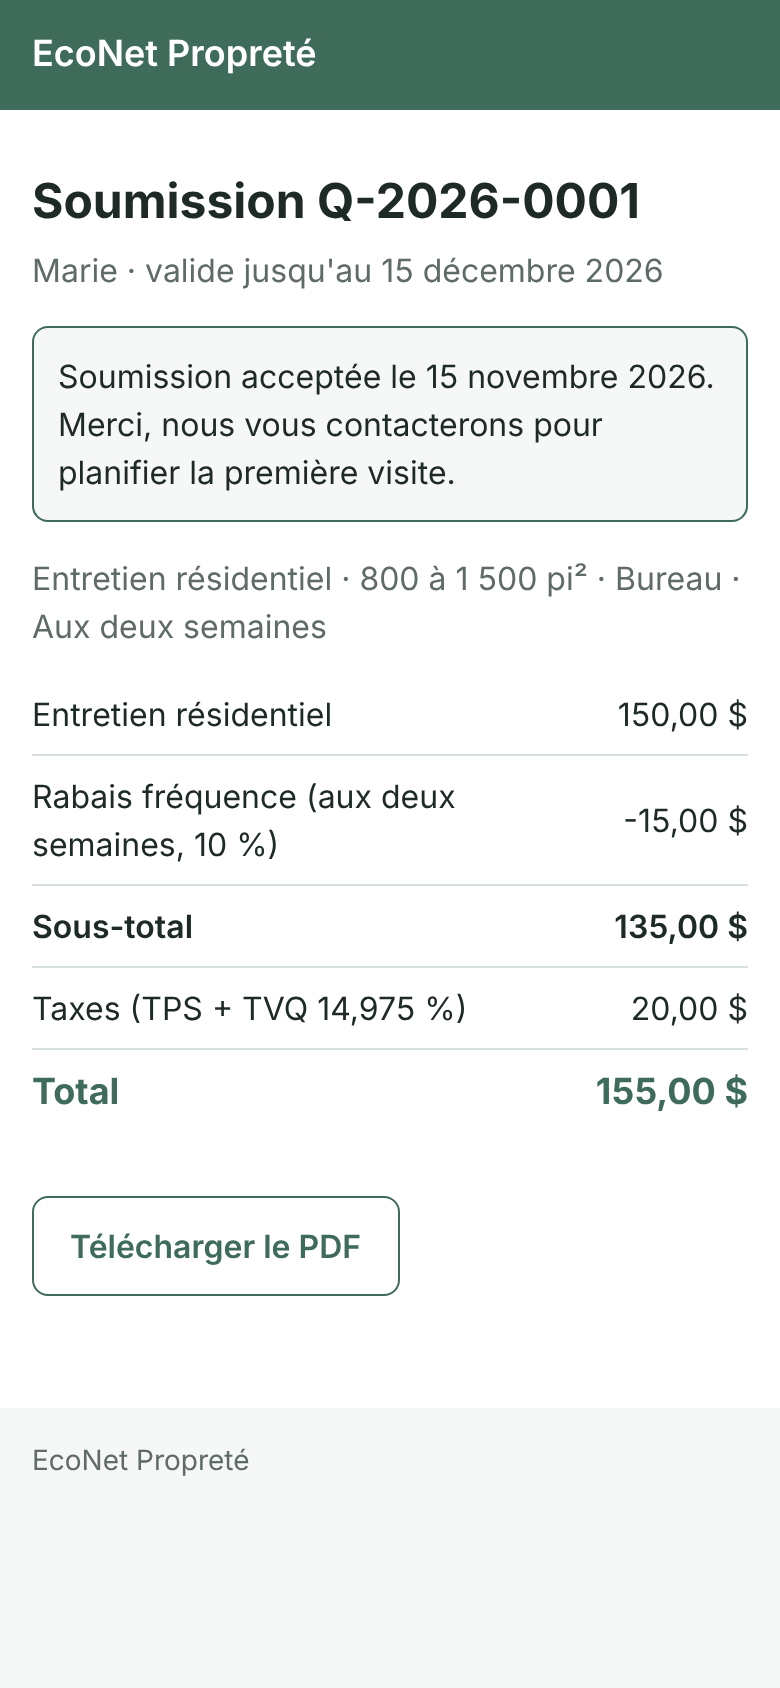 EcoNet Propreté
Soumission Q-2026-0001
Marie · valide jusqu'au 15 décembre 2026
Soumission acceptée le 15 novembre 2026.
Merci, nous vous contacterons pour
planifier la première visite.
Entretien résidentiel · 800 à 1 500 pi² · Bureau ·
Aux deux semaines
Entretien résidentiel 150,00 $
Rabais fréquence (aux deux
semaines, 10 %) -15,00 $
Sous-total 135,00 $
Taxes (TPS + TVQ 14,975 %) 20,00 $
Total 155,00 $
Télécharger le PDF
EcoNet Propreté